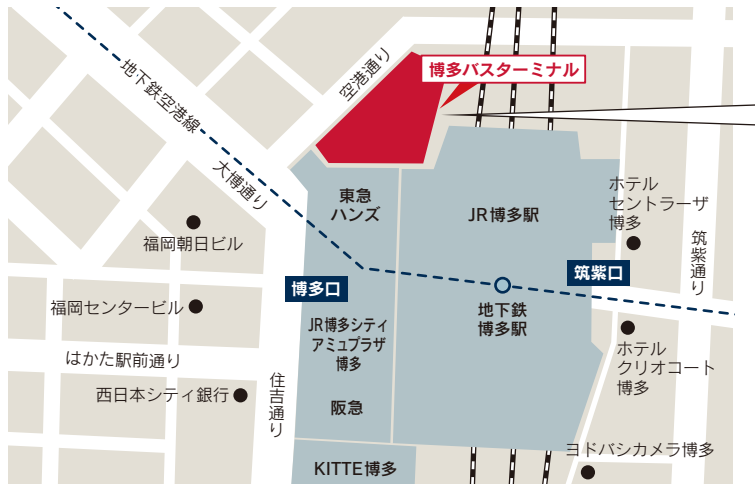 空港通り
博多バスターミナル
地下鉄空港線
大博通り
東急
ハンズ
JR博多駅
ホテル
セントラーザ
博多
筑紫通り
福岡朝日ビル
博多口
筑紫口
福岡センタービル
地下鉄
博多駅
JR博多シティ
アミュプラザ
博多
ホテル
クリオコート
博多
はかた駅前通り
西日本シティ銀行
住吉通り
阪急
ヨドバシカメラ博多
KITTE博多